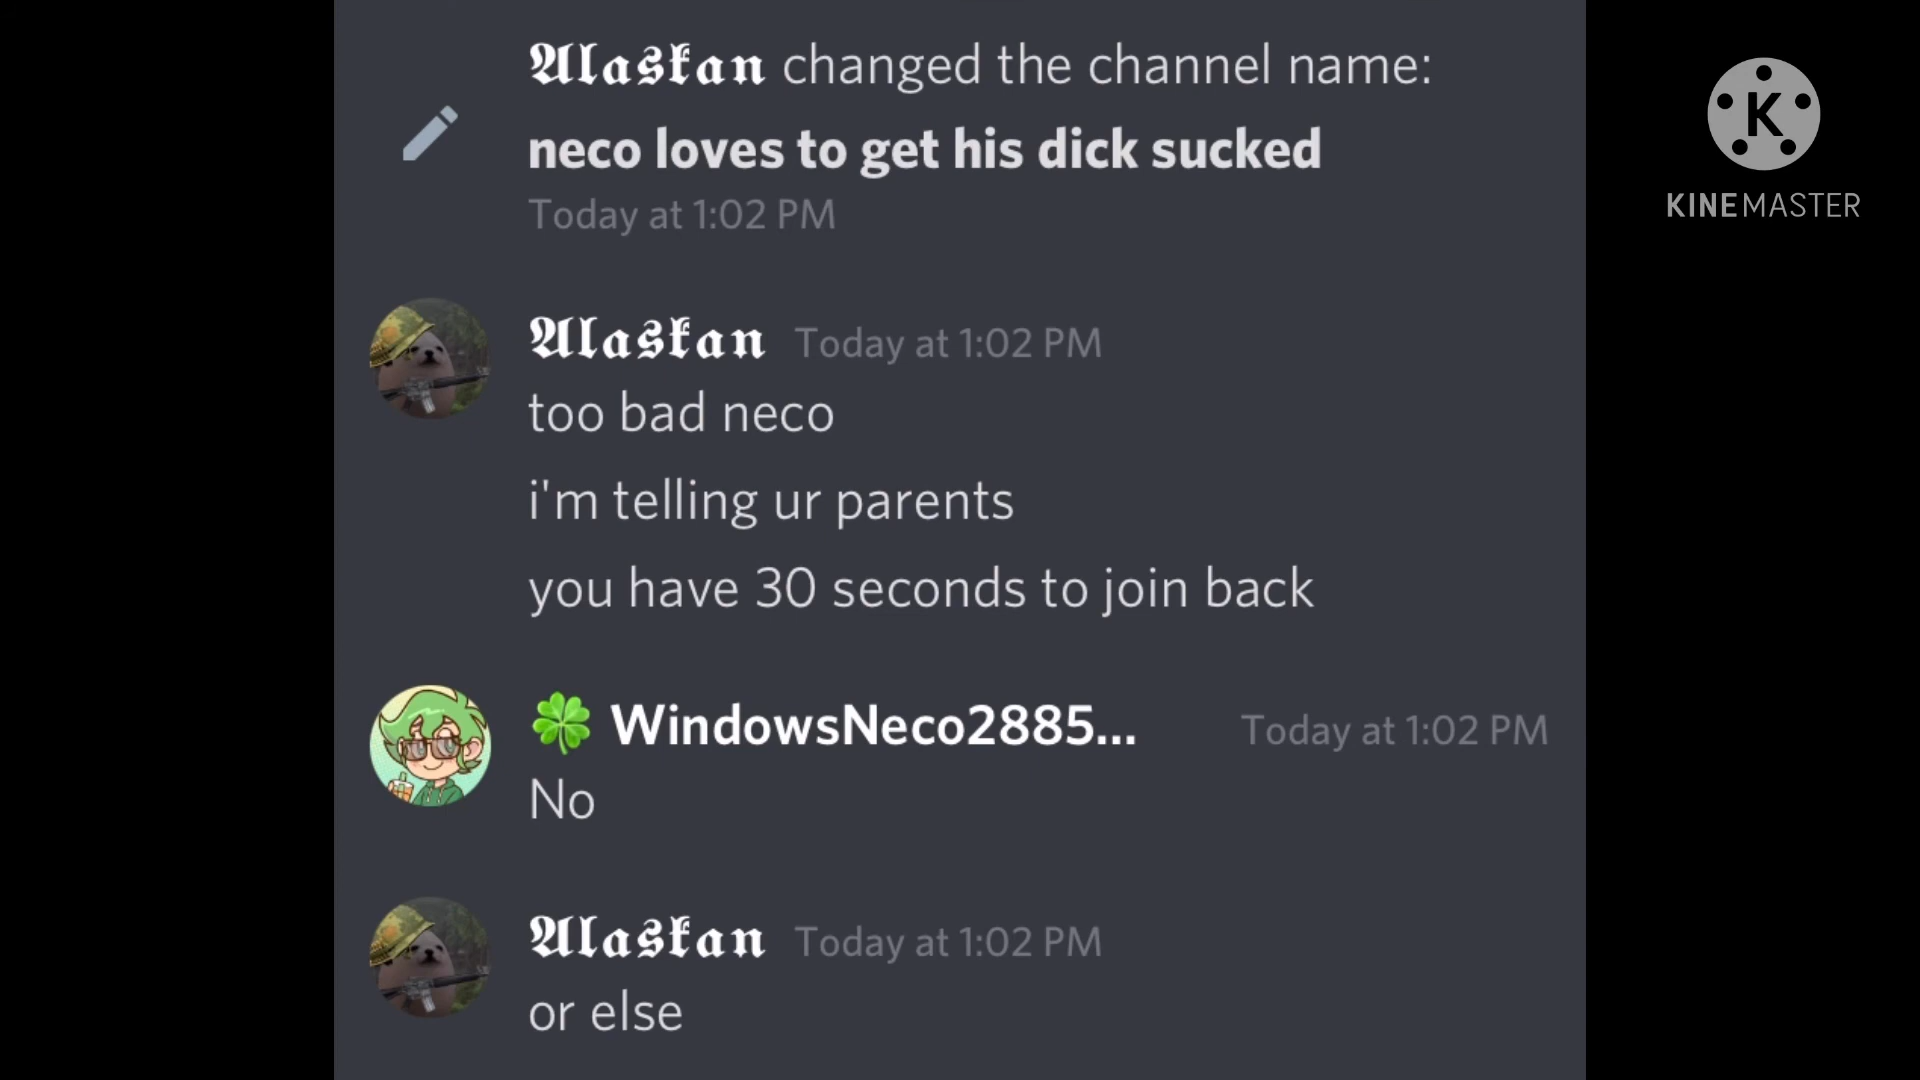 𝕬𝖑𝖆𝖘𝖐𝖆𝖓 changed the channel name:
neco loves to get his dick sucked
Today at 1:02 PM
𝕬𝖑𝖆𝖘𝖐𝖆𝖓 Today at 1:02 PM
too bad neco
i'm telling ur parents
you have 30 seconds to join back
🍀 WindowsNeco2885... Today at 1:02 PM
No
𝕬𝖑𝖆𝖘𝖐𝖆𝖓 Today at 1:02 PM
or else
K
KINEMASTER